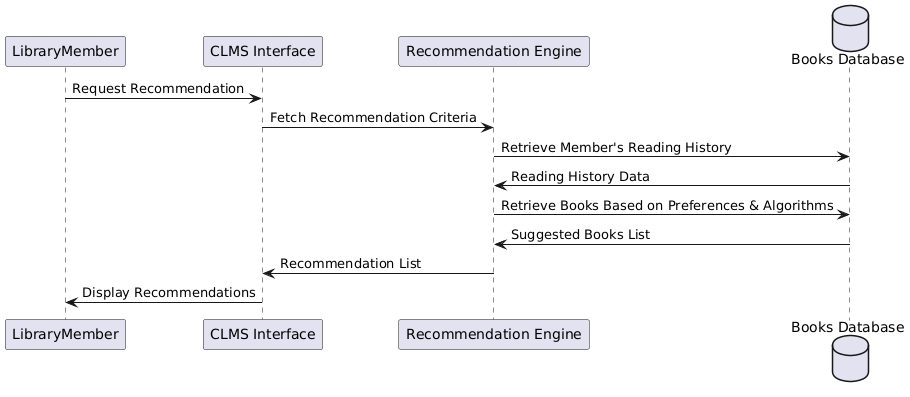 LibraryMember
CLMS Interface
Recommendation Engine
Books Database
Request Recommendation
Fetch Recommendation Criteria
Retrieve Member's Reading History
Reading History Data
Retrieve Books Based on Preferences & Algorithms
Suggested Books List
Recommendation List
Display Recommendations
LibraryMember
CLMS Interface
Recommendation Engine
Books Database